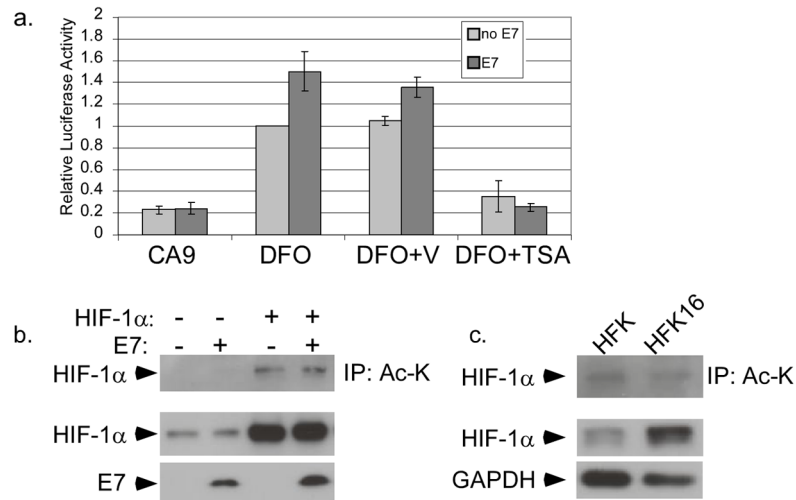 a.
Relative Luciferase Activity
2
1.8
1.6
1.4
1.2
1
0.8
0.6
0.4
0.2
0
no E7
E7
CA9 DFO DFO+V DFO+TSA
b.
HIF-1α: - - + +
E7: - + - +
HIF-1α IP: Ac-K
HIF-1α
E7
c.
HFK HFK16
HIF-1α IP: Ac-K
HIF-1α
GAPDH